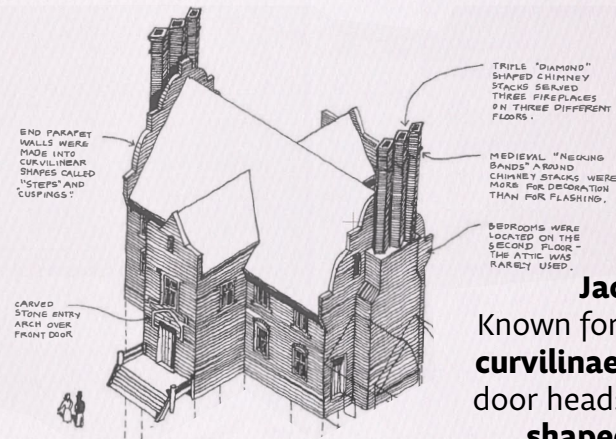 TRIPLE "DIAMOND"
SHAPED CHIMNEY
STACKS SERVED
THREE FIREPLACES
ON THREE DIFFERENT
FLOORS.
END PARAPET
WALLS WERE
MADE INTO
CURVILINEAR
SHAPES CALLED
"STEPS" AND
"CUSPINGS".
MEDIEVAL "NECKING
BANDS" AROUND
CHIMNEY STACKS WERE
MORE FOR DECORATION
THAN FOR FLASHING.
BEDROOMS WERE
LOCATED ON THE
SECOND FLOOR -
THE ATTIC WAS
RARELY USED.
CARVED
STONE ENTRY
ARCH OVER
FRONT DOOR
Jac
Known for
curvilinae
door head
shape